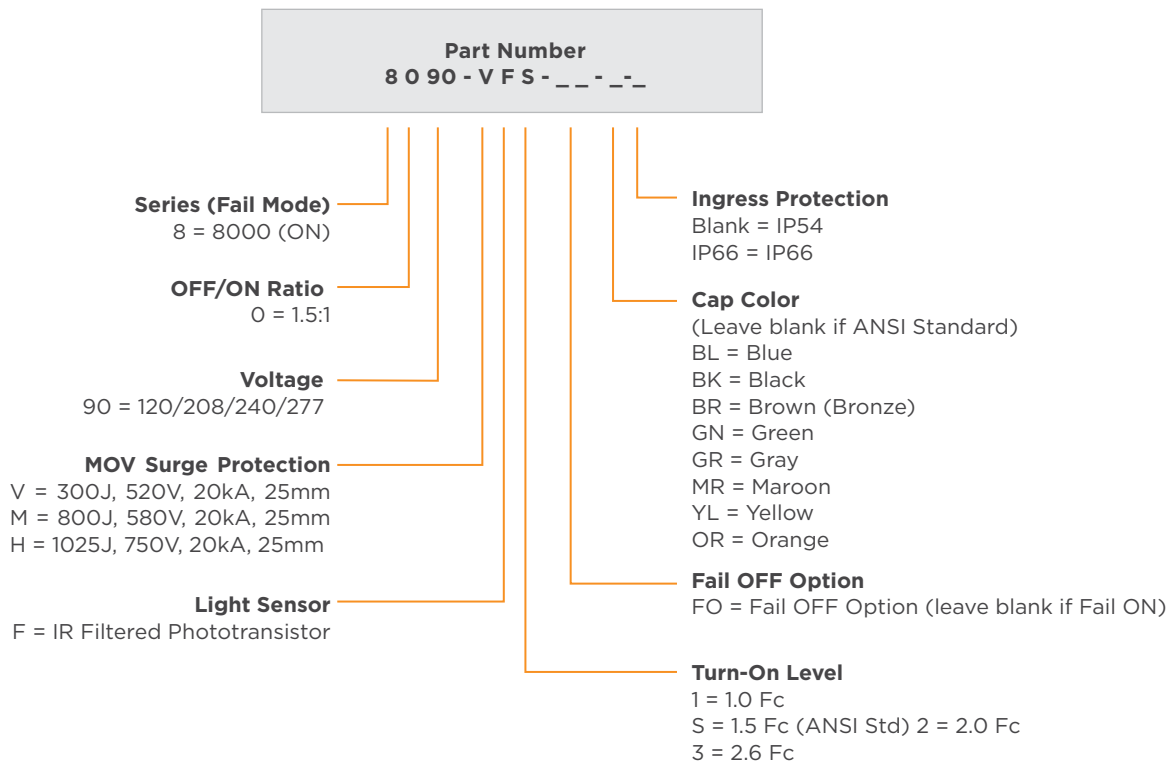 Part Number
8 0 90 - V F S - _ _ - _-_
Series (Fail Mode)
8 = 8000 (ON)
OFF/ON Ratio
0 = 1.5:1
Voltage
90 = 120/208/240/277
MOV Surge Protection
V = 300J, 520V, 20kA, 25mm
M = 800J, 580V, 20kA, 25mm
H = 1025J, 750V, 20kA, 25mm
Light Sensor
F = IR Filtered Phototransistor
Ingress Protection
Blank = IP54
IP66 = IP66
Cap Color
(Leave blank if ANSI Standard)
BL = Blue
BK = Black
BR = Brown (Bronze)
GN = Green
GR = Gray
MR = Maroon
YL = Yellow
OR = Orange
Fail OFF Option
FO = Fail OFF Option (leave blank if Fail ON)
Turn-On Level
1 = 1.0 Fc
S = 1.5 Fc (ANSI Std) 2 = 2.0 Fc
3 = 2.6 Fc